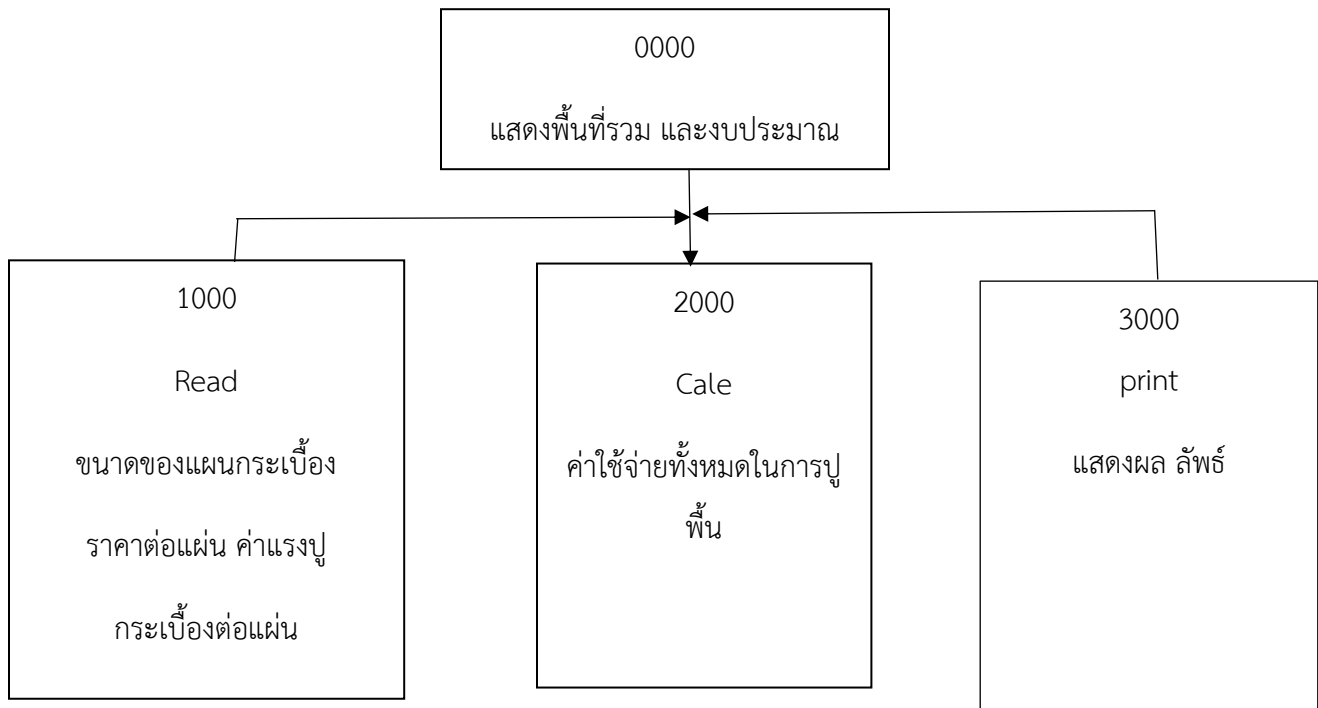 0000
แสดงพื้นที่รวม และงบประมาณ
1000
Read
ขนาดของแผนกระเบื้อง
ราคาต่อแผ่น ค่าแรงปู
กระเบื้องต่อแผ่น
2000
Cale
ค่าใช้จ่ายทั้งหมดในการปู
พื้น
3000
print
แสดงผล ลัพธ์